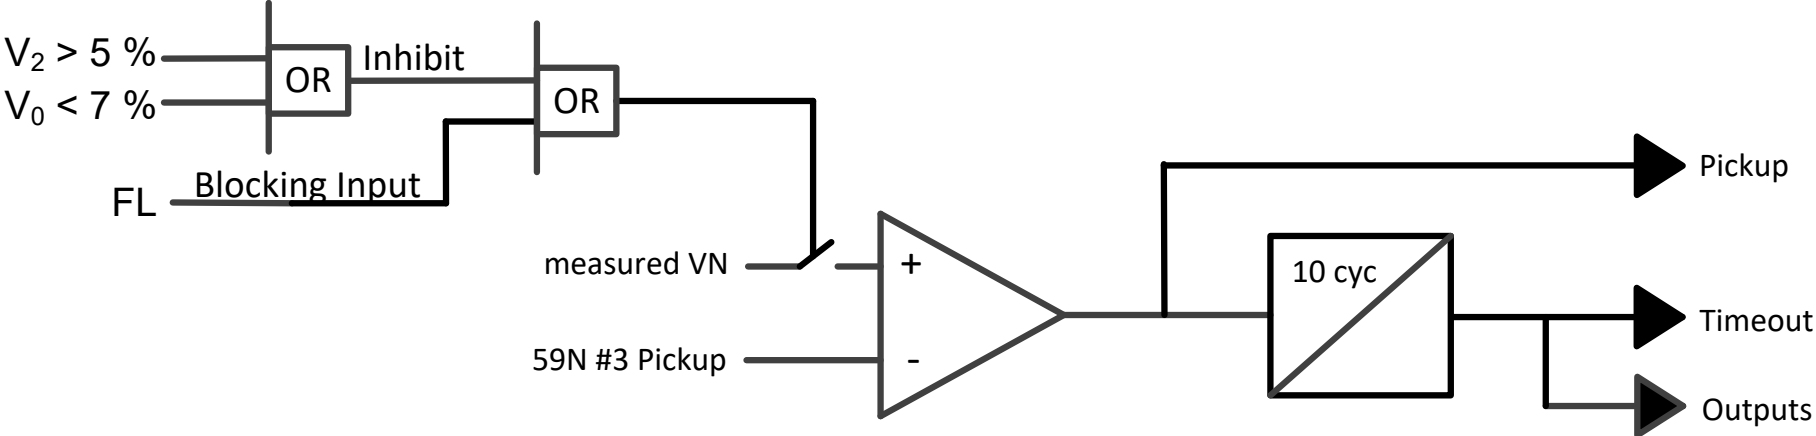 V₂ > 5 %
OR
Inhibit
V₀ < 7 %
OR
Blocking Input
FL
Pickup
measured VN
+
10 cyc
Timeout
59N #3 Pickup
-
Outputs